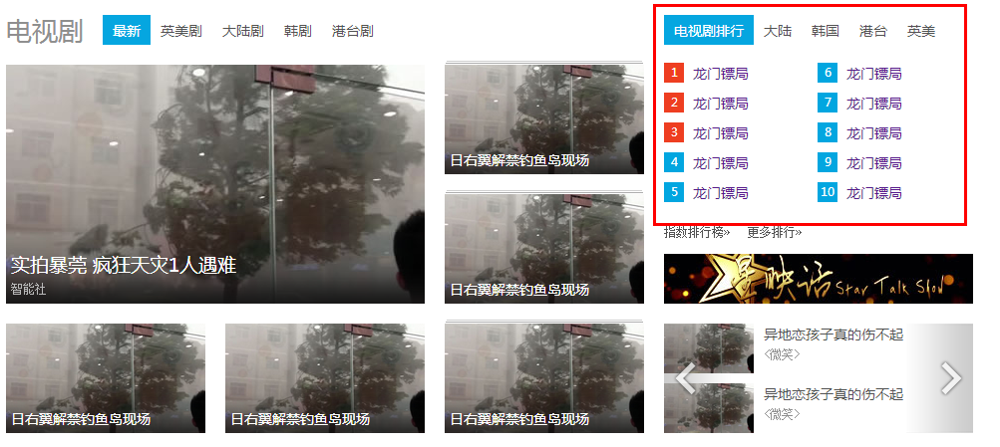 电视剧 最新 英美剧 大陆剧 韩剧 港台剧
实拍暴莞 疯狂天灾1人遇难
智能社
日右翼解禁钓鱼岛现场
日右翼解禁钓鱼岛现场
日右翼解禁钓鱼岛现场
日右翼解禁钓鱼岛现场
日右翼解禁钓鱼岛现场
电视剧排行 大陆 韩国 港台 英美
1 龙门镖局 6 龙门镖局
2 龙门镖局 7 龙门镖局
3 龙门镖局 8 龙门镖局
4 龙门镖局 9 龙门镖局
5 龙门镖局 10 龙门镖局
指数排行榜» 更多排行»
星映话 Star Talk Show
异地恋孩子真的伤不起
<微笑>
异地恋孩子真的伤不起
<微笑>